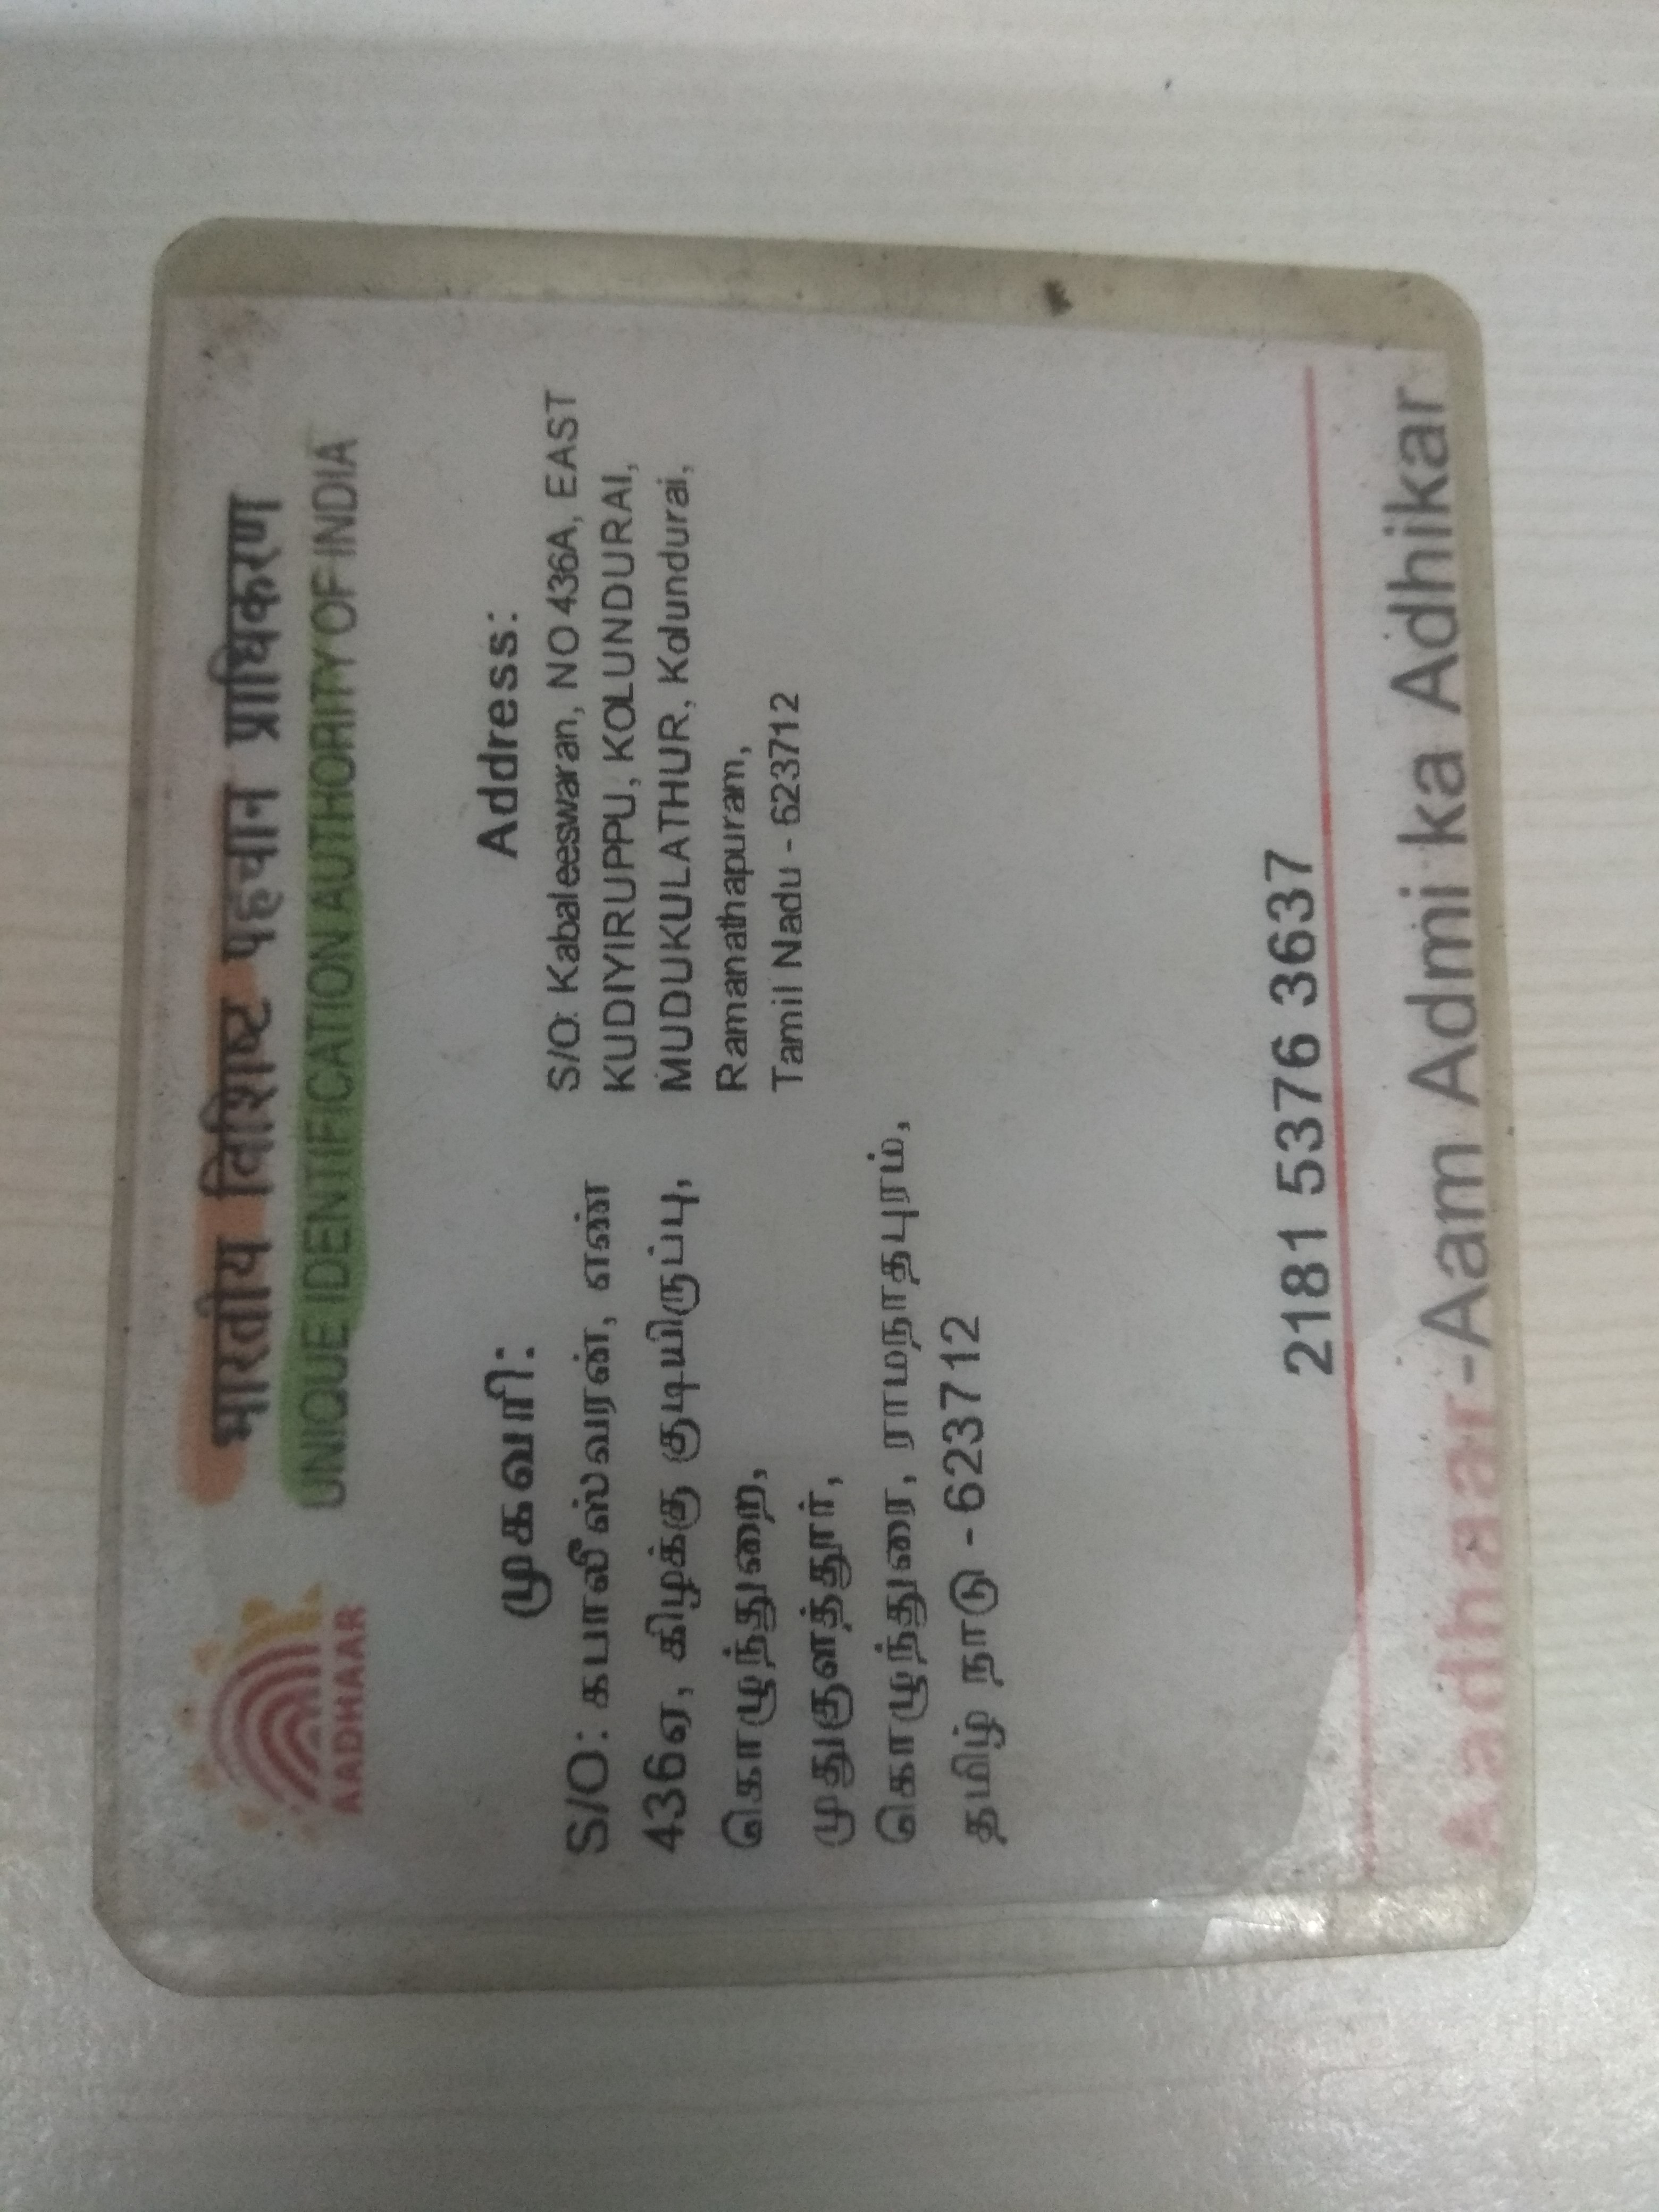 भारतीय विशिष्ट पहचान प्राधिकरण
UNIQUE IDENTIFICATION AUTHORITY OF INDIA
AADHAAR
முகவரி:
S/O: கபாலீஸ்வரன், என்
436ஏ, கிழக்கு குடியிருப்பு,
கொழுந்துறை,
முதுகுளத்தூர்,
கொழுந்துரை, ராமநாதபுரம்,
தமிழ் நாடு - 623712
Address:
S/O: Kabaleeswaran, NO 436A, EAST
KUDIYIRUPPU, KOLUNDURAI,
MUDUKULATHUR, Kolundurai,
Ramanathapuram,
Tamil Nadu - 623712
2181 5376 3637
Aadhaar-Aam Admi ka Adhikar